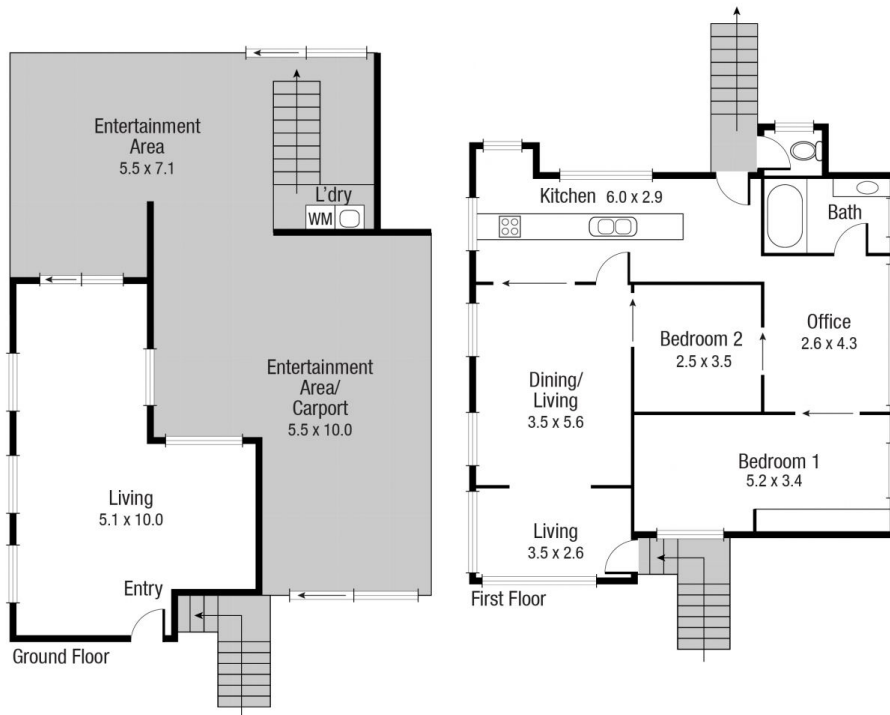 Entertainment
Area
5.5 x 7.1
L'dry
WM
Entertainment
Area/
Carport
5.5 x 10.0
Living
5.1 x 10.0
Entry
Ground Floor
Kitchen 6.0 x 2.9
Bath
Bedroom 2
2.5 x 3.5
Office
2.6 x 4.3
Dining/
Living
3.5 x 5.6
Bedroom 1
5.2 x 3.4
Living
3.5 x 2.6
First Floor